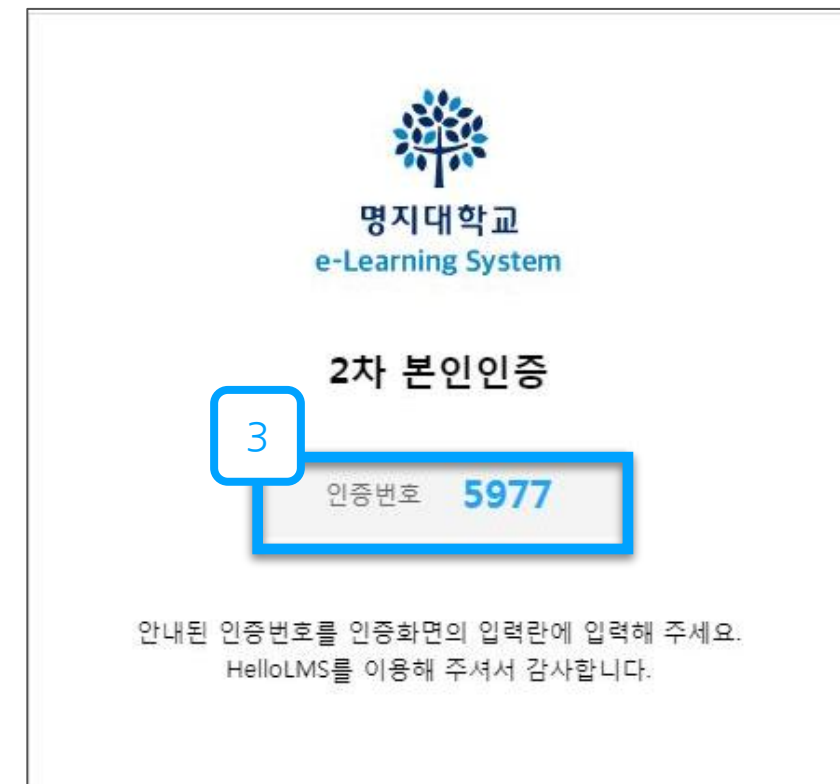 명지대학교
e-Learning System
2차 본인인증
3
인증번호 5977
안내된 인증번호를 인증화면의 입력란에 입력해 주세요.
HelloLMS를 이용해 주셔서 감사합니다.